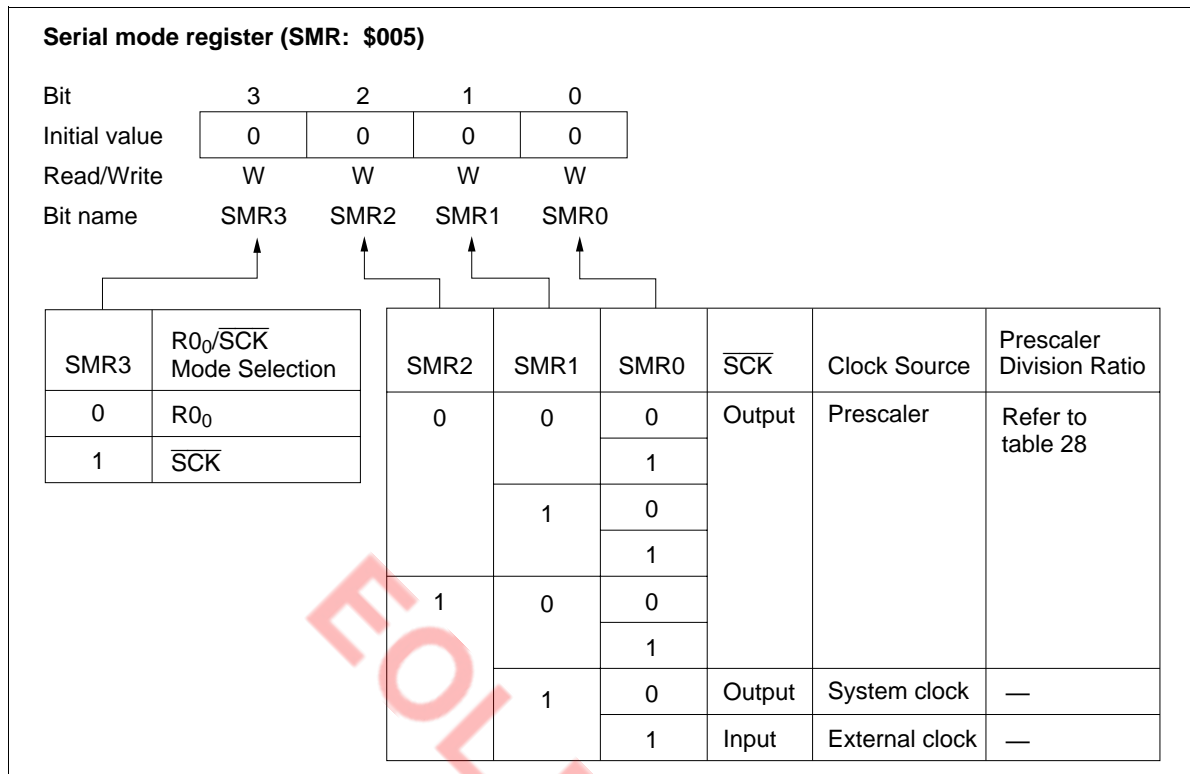 Serial mode register (SMR: $005)
Bit 3 2 1 0
Initial value 0 0 0 0
Read/Write W W W W
Bit name SMR3 SMR2 SMR1 SMR0
SMR3 R0₀/S̅C̅K̅ Mode Selection
0 R0₀
1 S̅C̅K̅
SMR2 SMR1 SMR0 S̅C̅K̅ Clock Source Prescaler Division Ratio
0 0 0 Output Prescaler Refer to table 28
1
1 0
1
1 0 0
1
1 0 Output System clock —
1 Input External clock —
EOL